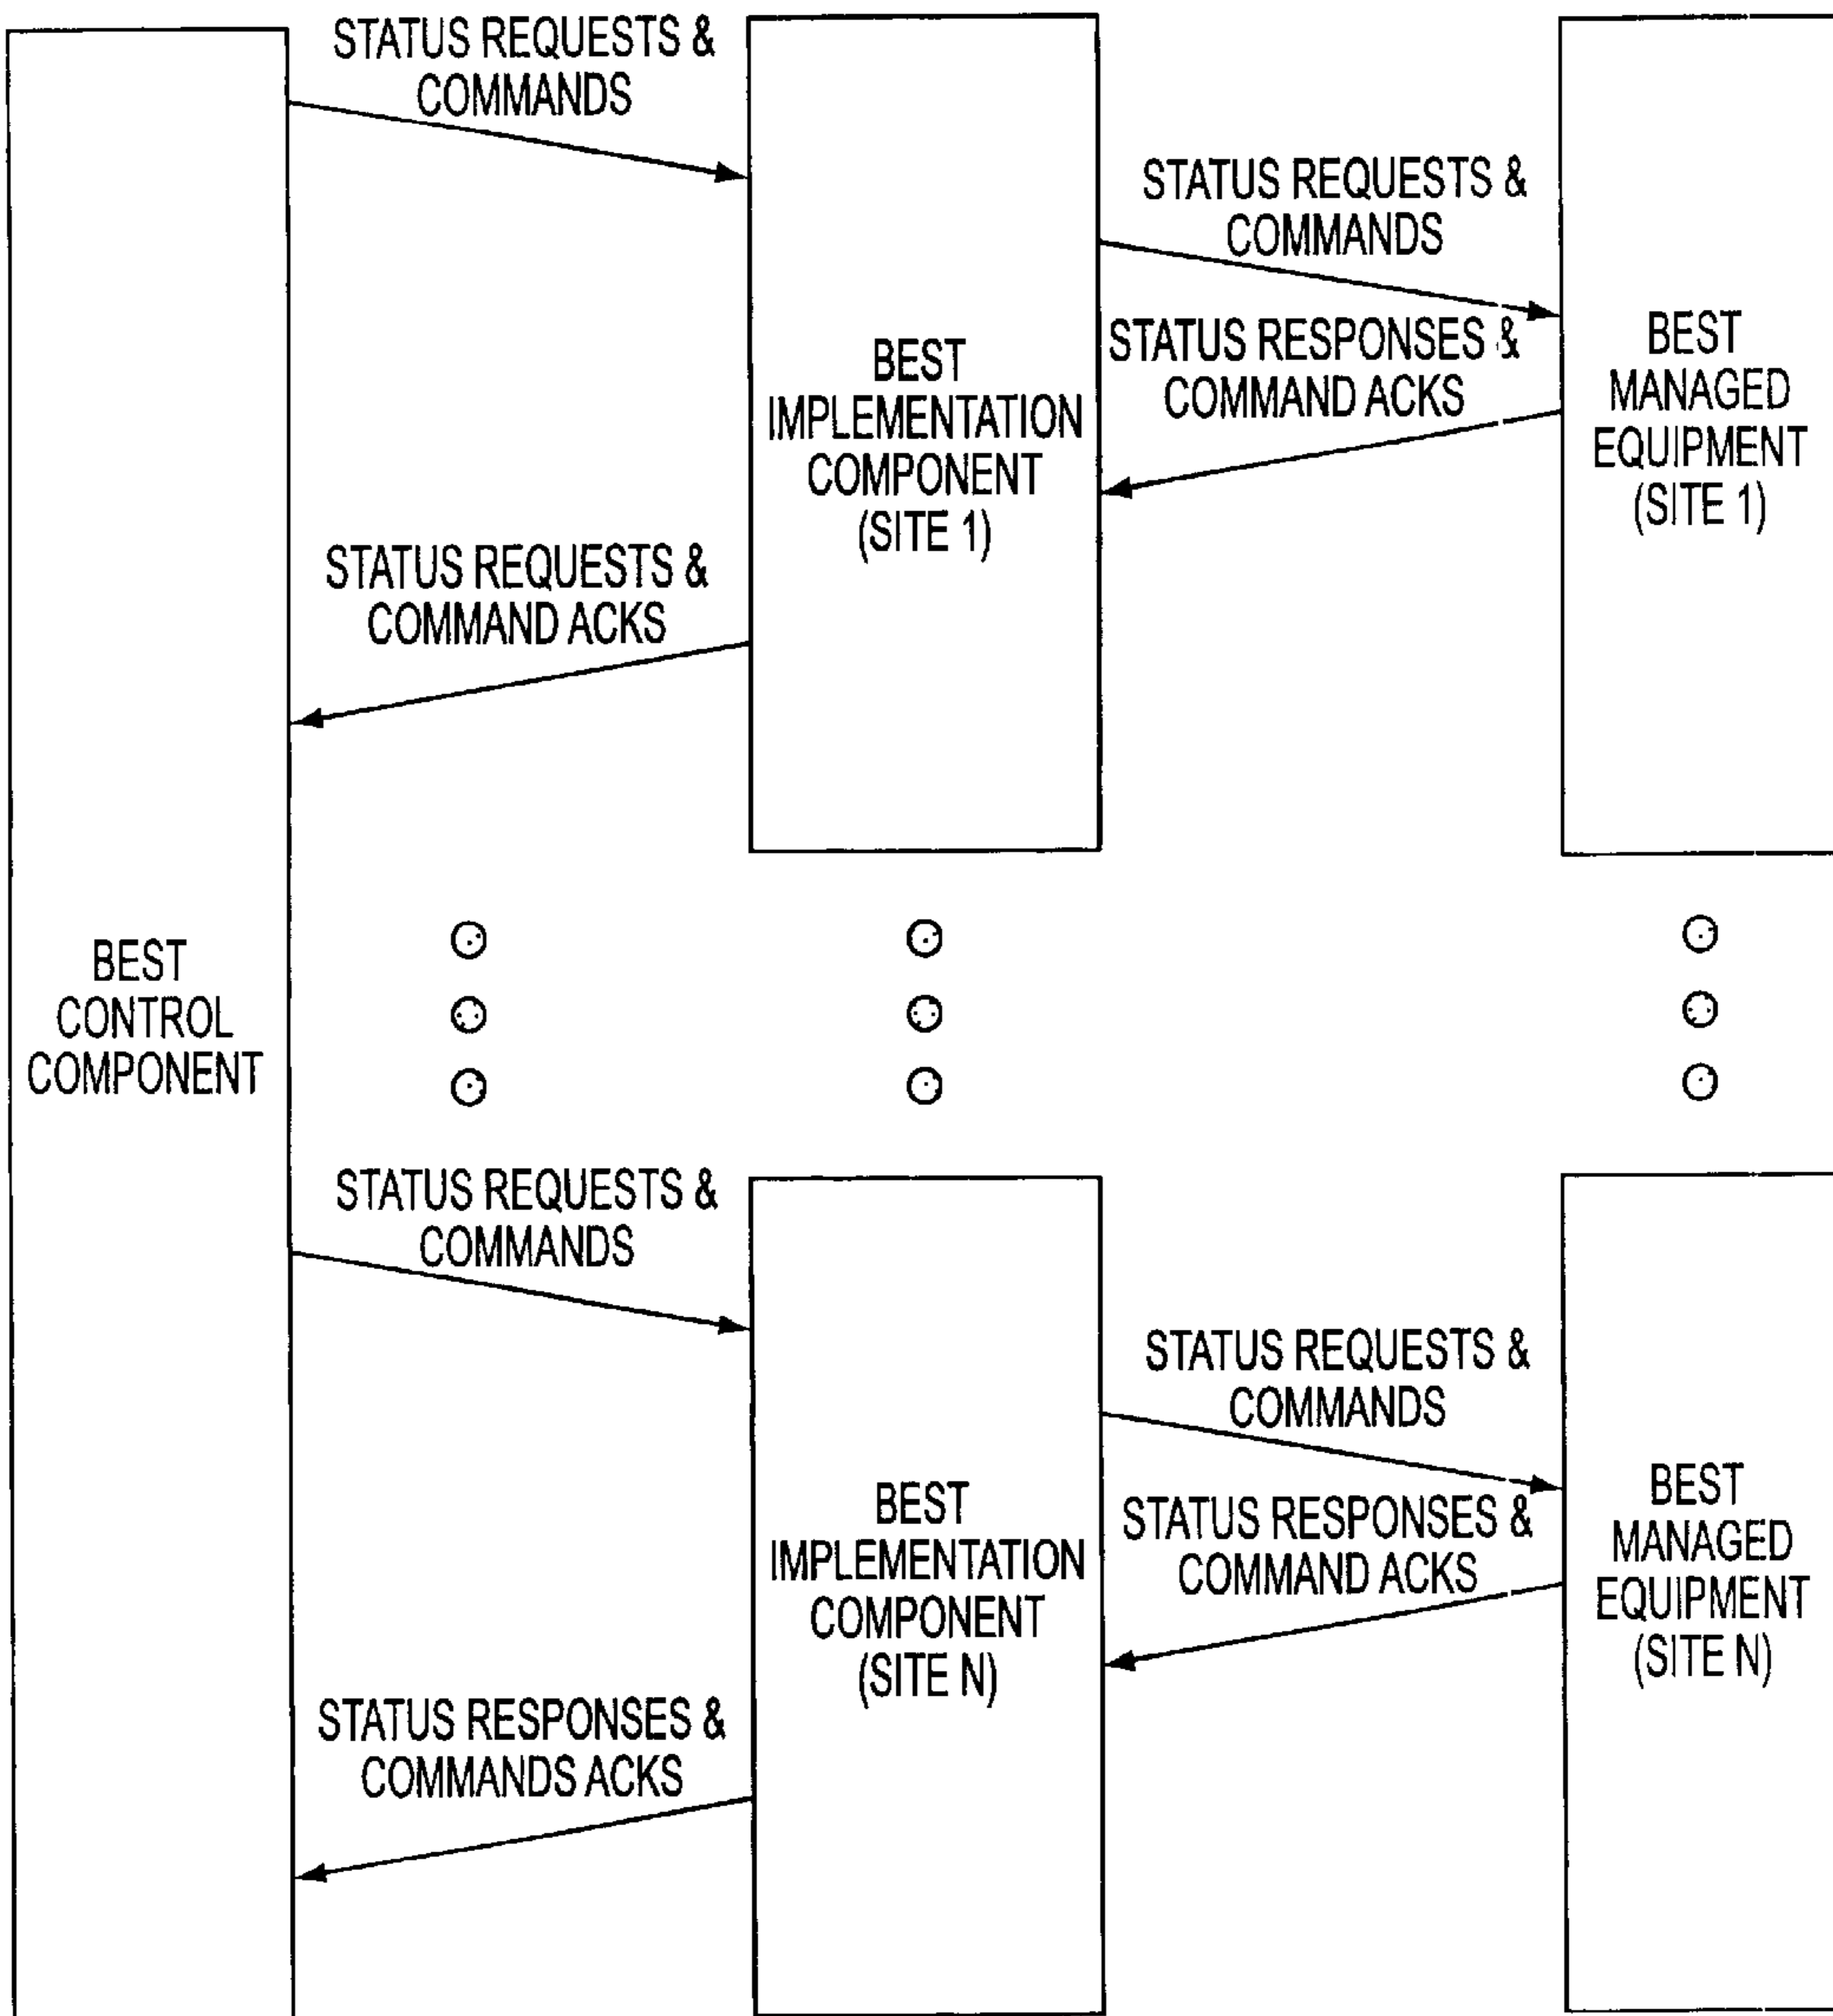 STATUS REQUESTS &
COMMANDS
STATUS REQUESTS &
COMMANDS
BEST
IMPLEMENTATION
COMPONENT
(SITE 1)
STATUS RESPONSES &
COMMAND ACKS
BEST
MANAGED
EQUIPMENT
(SITE 1)
STATUS REQUESTS &
COMMAND ACKS
BEST
CONTROL
COMPONENT
STATUS REQUESTS &
COMMANDS
STATUS REQUESTS &
COMMANDS
BEST
IMPLEMENTATION
COMPONENT
(SITE N)
STATUS RESPONSES &
COMMAND ACKS
BEST
MANAGED
EQUIPMENT
(SITE N)
STATUS RESPONSES &
COMMANDS ACKS